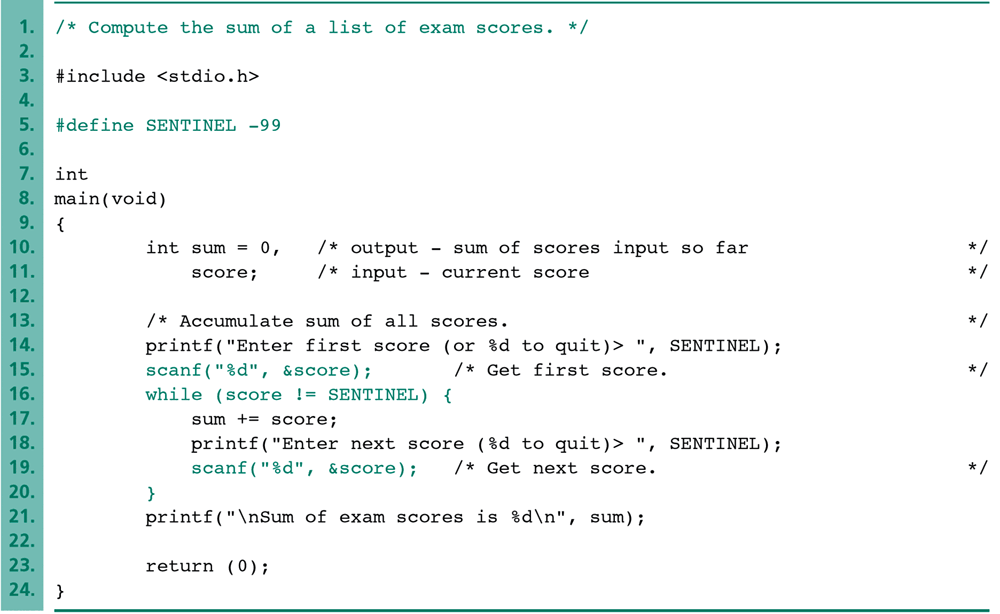 1. /* Compute the sum of a list of exam scores. */
2.
3. #include <stdio.h>
4.
5. #define SENTINEL -99
6.
7. int
8. main(void)
9. {
10.         int sum = 0,   /* output - sum of scores input so far                   */
11.             score;     /* input - current score                                 */
12.
13.         /* Accumulate sum of all scores.                                        */
14.         printf("Enter first score (or %d to quit)> ", SENTINEL);
15.         scanf("%d", &score);       /* Get first score.                          */
16.         while (score != SENTINEL) {
17.             sum += score;
18.             printf("Enter next score (%d to quit)> ", SENTINEL);
19.             scanf("%d", &score);   /* Get next score.                           */
20.         }
21.         printf("\nSum of exam scores is %d\n", sum);
22.
23.         return (0);
24. }